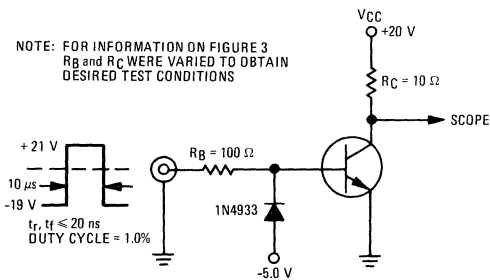 NOTE: FOR INFORMATION ON FIGURE 3
RB and RC WERE VARIED TO OBTAIN
DESIRED TEST CONDITIONS
VCC
+20 V
RC = 10 Ω
SCOPE
+21 V
RB = 100 Ω
10 μs
1N4933
-19 V
tr, tf ≤ 20 ns
DUTY CYCLE = 1.0%
-5.0 V